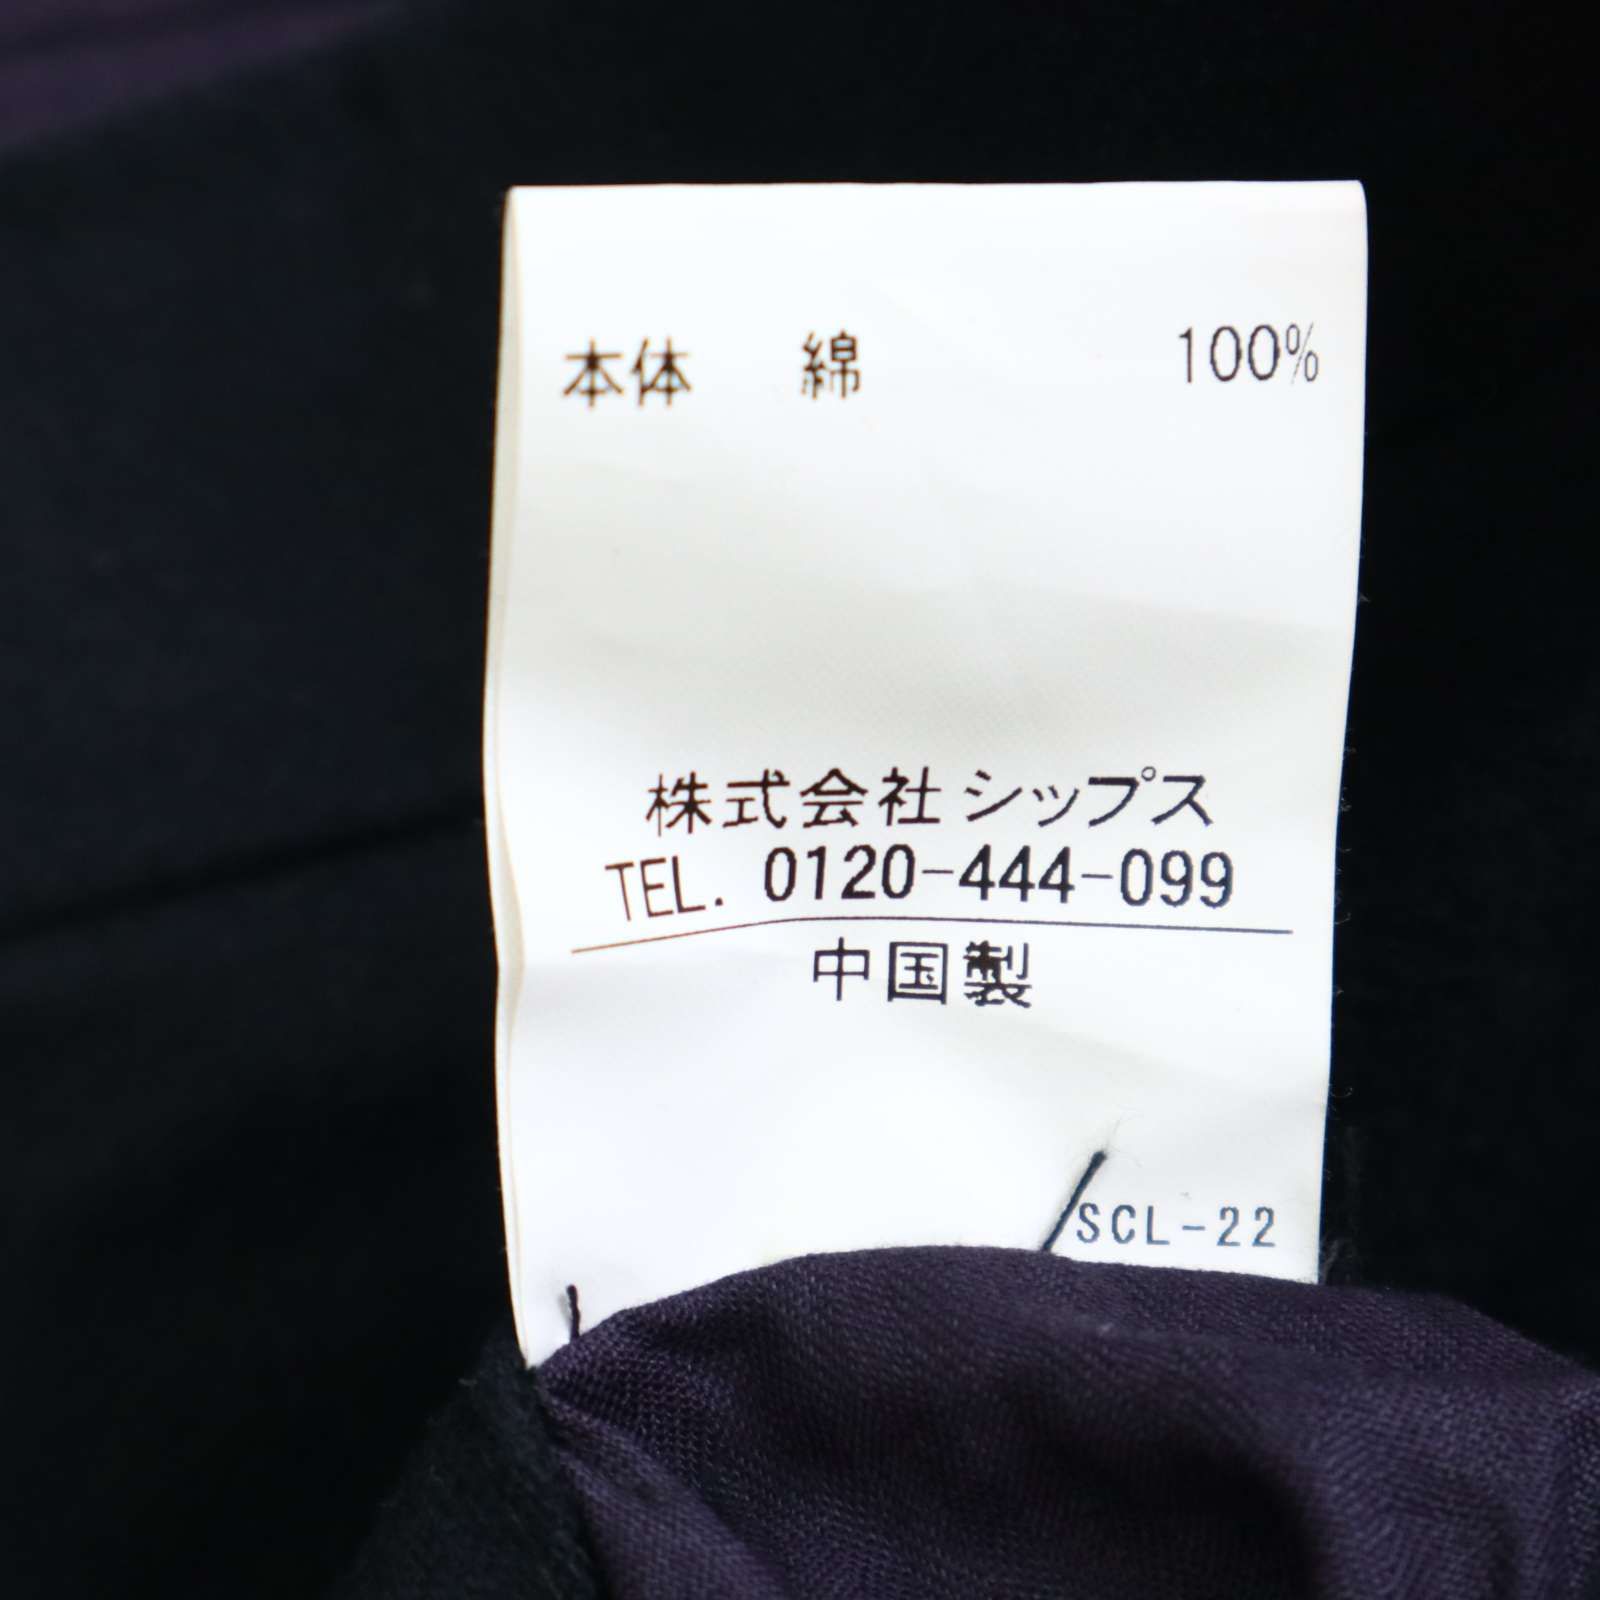 本体 綿 100%
株式会社シップス
TEL. 0120-444-099
中国製
SCL-22